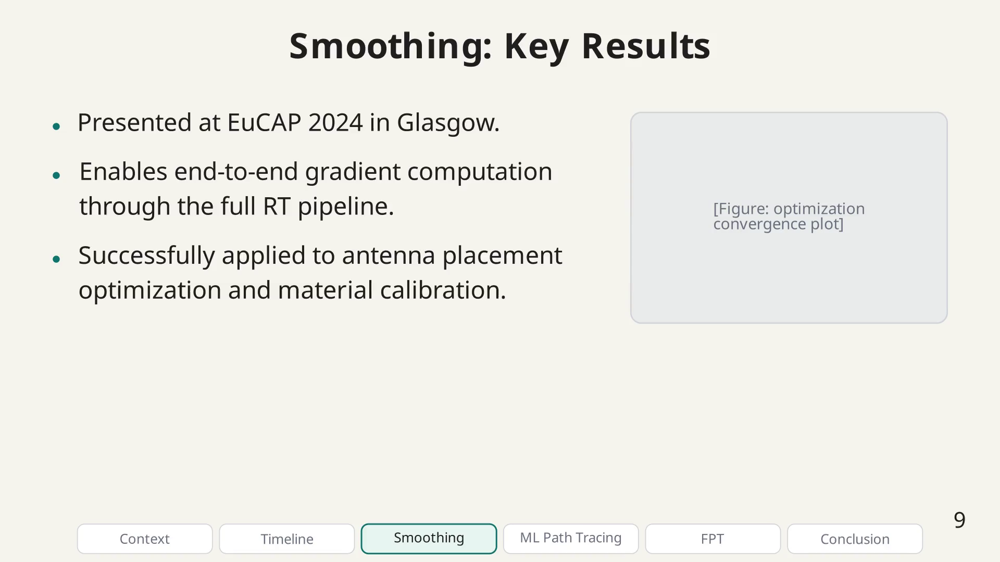 Smoothing: Key Results
Presented at EuCAP 2024 in Glasgow.
Enables end-to-end gradient computation
through the full RT pipeline.
Successfully applied to antenna placement
optimization and material calibration.
[Figure: optimization
convergence plot]
9
Context
Timeline
Smoothing
ML Path Tracing
FPT
Conclusion